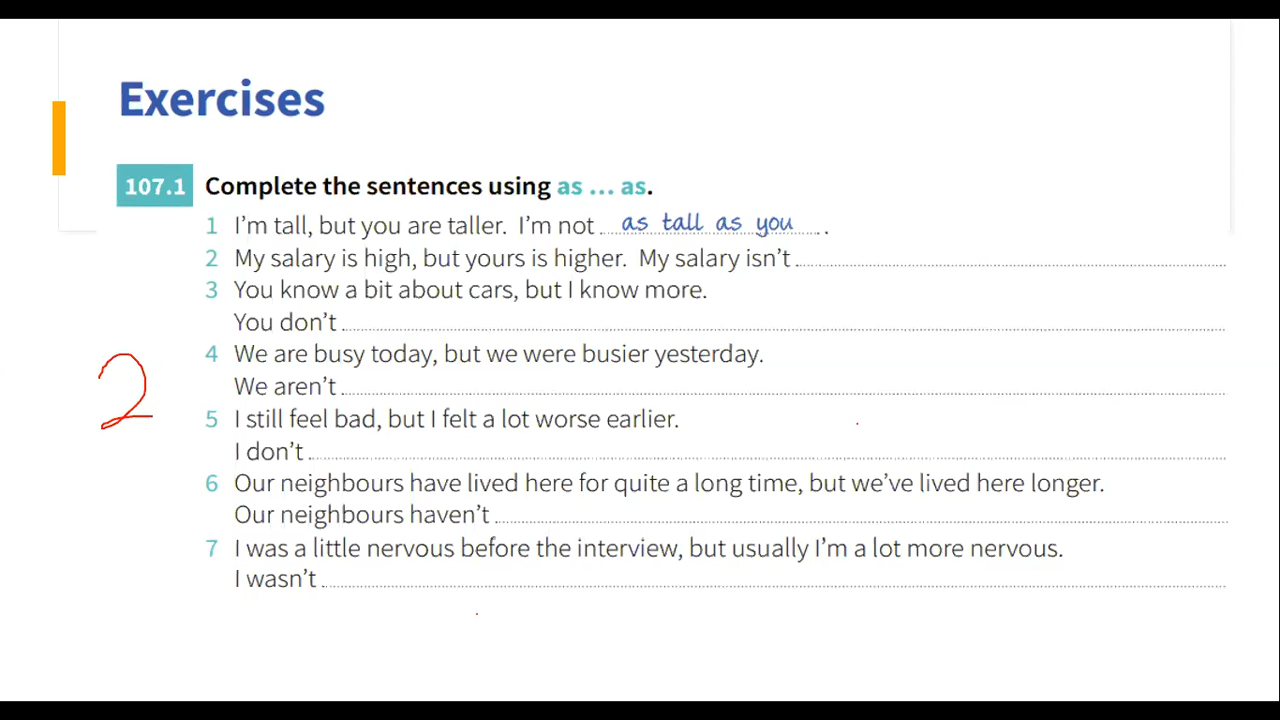 Exercises
107.1 Complete the sentences using as ... as.
1 I'm tall, but you are taller. I'm not as tall as you.
2 My salary is high, but yours is higher. My salary isn't
3 You know a bit about cars, but I know more.
You don't
4 We are busy today, but we were busier yesterday.
We aren't
2
5 I still feel bad, but I felt a lot worse earlier.
I don't
6 Our neighbours have lived here for quite a long time, but we've lived here longer.
Our neighbours haven't
7 I was a little nervous before the interview, but usually I'm a lot more nervous.
I wasn't